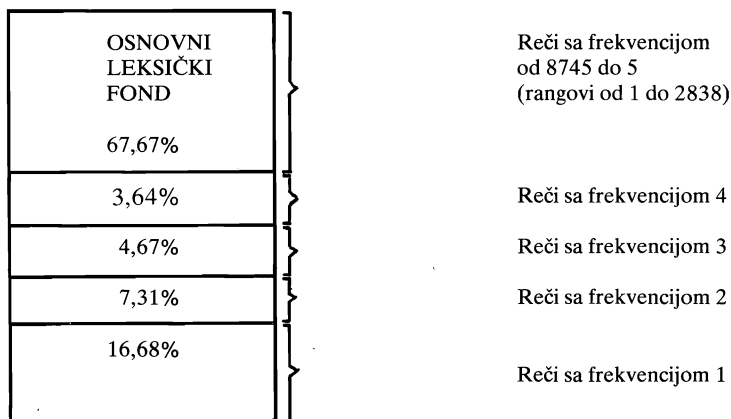 OSNOVNI
LEKSIČKI
FOND
67,67%
Reči sa frekvencijom
od 8745 do 5
(rangovi od 1 do 2838)
3,64%
Reči sa frekvencijom 4
4,67%
Reči sa frekvencijom 3
7,31%
Reči sa frekvencijom 2
16,68%
Reči sa frekvencijom 1